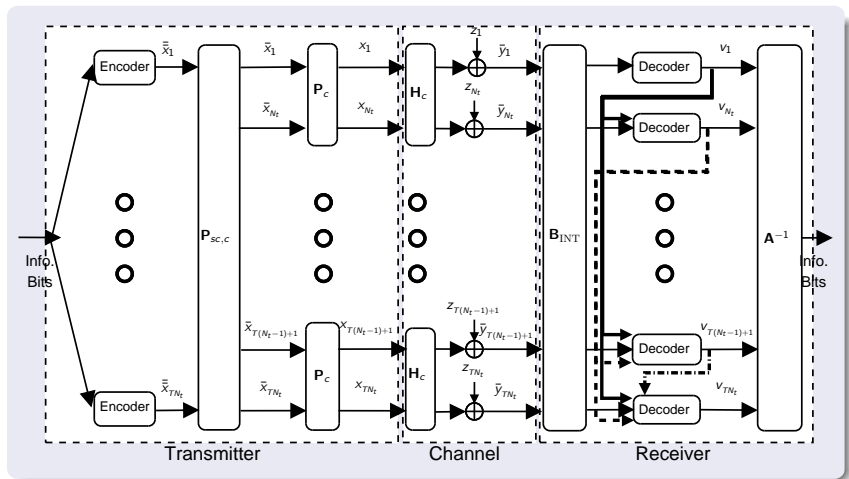 Info.
Bits
Encoder
x̿₁
P_{sc,c}
x̄₁
x̄_{N_t}
P_c
x₁
x_{N_t}
H_c
z₁
z_{N_t}
ȳ₁
ȳ_{N_t}
B_{INT}
Decoder
Decoder
v₁
v_{N_t}
A⁻¹
Info.
Bits
Encoder
x̿_{TN_t}
x̄_{T(N_t−1)+1}
x̄_{TN_t}
P_c
x_{T(N_t−1)+1}
x_{TN_t}
H_c
z_{T(N_t−1)+1}
z_{TN_t}
ȳ_{T(N_t−1)+1}
ȳ_{TN_t}
Decoder
Decoder
v_{T(N_t−1)+1}
v_{TN_t}
Transmitter
Channel
Receiver